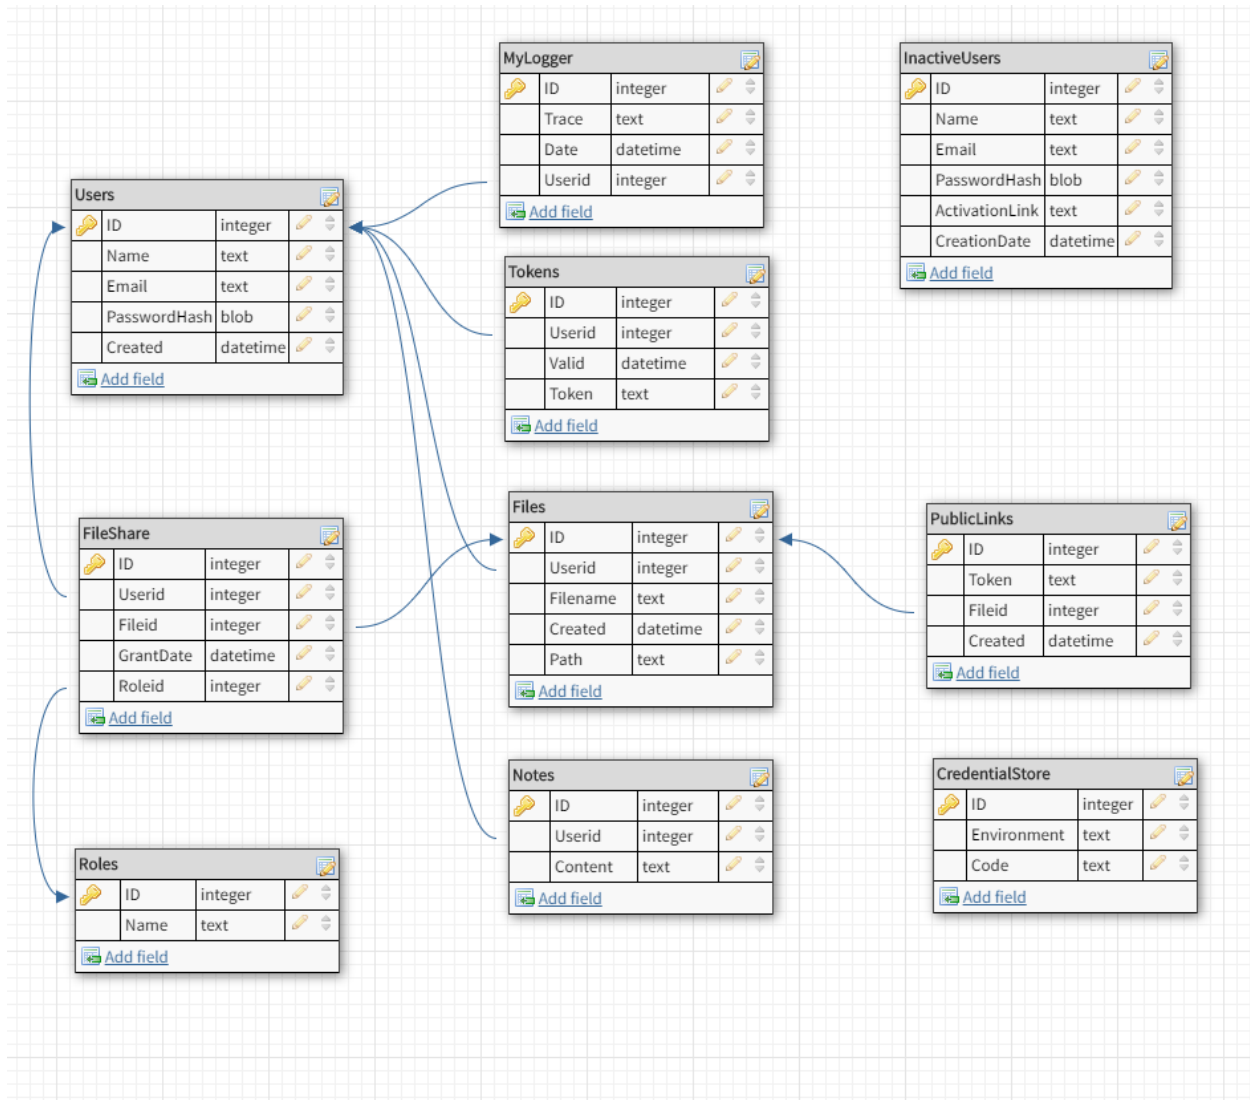 MyLogger
ID integer
Trace text
Date datetime
Userid integer
Add field
InactiveUsers
ID integer
Name text
Email text
PasswordHash blob
ActivationLink text
CreationDate datetime
Add field
Users
ID integer
Name text
Email text
PasswordHash blob
Created datetime
Add field
Tokens
ID integer
Userid integer
Valid datetime
Token text
Add field
FileShare
ID integer
Userid integer
Fileid integer
GrantDate datetime
Roleid integer
Add field
Files
ID integer
Userid integer
Filename text
Created datetime
Path text
Add field
PublicLinks
ID integer
Token text
Fileid integer
Created datetime
Add field
Roles
ID integer
Name text
Add field
Notes
ID integer
Userid integer
Content text
Add field
CredentialStore
ID integer
Environment text
Code text
Add field